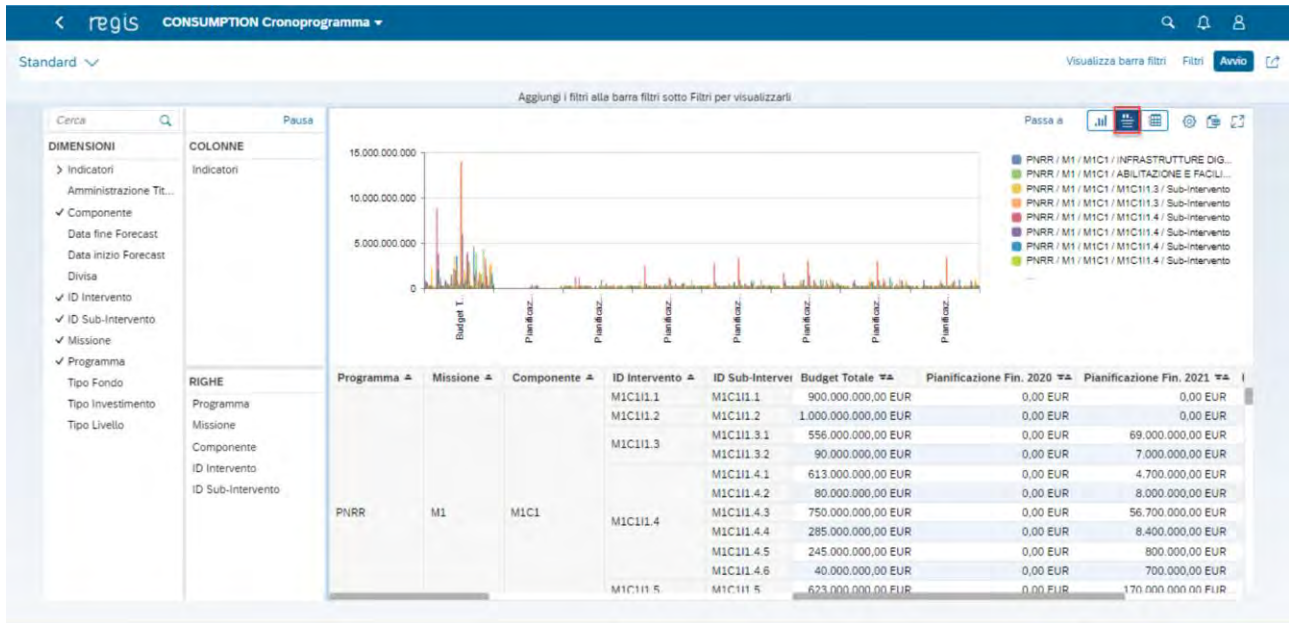 regis CONSUMPTION Cronoprogramma
Standard
Visualizza barra filtri Filtri Avvio
Aggiungi i filtri alla barra filtri sotto Filtri per visualizzarli
Cerca
Pausa
Passa a
DIMENSIONI
Indicatori
Amministrazione Tit...
Componente
Data fine Forecast
Data inizio Forecast
Divisa
ID Intervento
ID Sub-Intervento
Missione
Programma
Tipo Fondo
Tipo Investimento
Tipo Livello
COLONNE
Indicatori
RIGHE
Programma
Missione
Componente
ID Intervento
ID Sub-Intervento
15.000.000.000
10.000.000.000
5.000.000.000
0
Budget T...
Pianificaz...
Pianificaz...
Pianificaz...
Pianificaz...
Pianificaz...
Pianificaz...
Pianificaz...
PNRR / M1 / M1C1 / INFRASTRUTTURE DIG...
PNRR / M1 / M1C1 / ABILITAZIONE E FACILI...
PNRR / M1 / M1C1 / M1C1I1.3 / Sub-Intervento
PNRR / M1 / M1C1 / M1C1I1.3 / Sub-Intervento
PNRR / M1 / M1C1 / M1C1I1.4 / Sub-Intervento
PNRR / M1 / M1C1 / M1C1I1.4 / Sub-Intervento
PNRR / M1 / M1C1 / M1C1I1.4 / Sub-Intervento
PNRR / M1 / M1C1 / M1C1I1.4 / Sub-Intervento
...
Programma Missione Componente ID Intervento ID Sub-Interver Budget Totale Pianificazione Fin. 2020 Pianificazione Fin. 2021
M1C1I1.1 M1C1I1.1 900.000.000,00 EUR 0,00 EUR 0,00 EUR
M1C1I1.2 M1C1I1.2 1.000.000.000,00 EUR 0,00 EUR 0,00 EUR
M1C1I1.3 M1C1I1.3.1 556.000.000,00 EUR 0,00 EUR 69.000.000,00 EUR
M1C1I1.3.2 90.000.000,00 EUR 0,00 EUR 7.000.000,00 EUR
M1C1I1.4.1 613.000.000,00 EUR 0,00 EUR 4.700.000,00 EUR
M1C1I1.4.2 80.000.000,00 EUR 0,00 EUR 8.000.000,00 EUR
PNRR M1 M1C1 M1C1I1.4 M1C1I1.4.3 750.000.000,00 EUR 0,00 EUR 56.700.000,00 EUR
M1C1I1.4.4 285.000.000,00 EUR 0,00 EUR 8.400.000,00 EUR
M1C1I1.4.5 245.000.000,00 EUR 0,00 EUR 800.000,00 EUR
M1C1I1.4.6 40.000.000,00 EUR 0,00 EUR 700.000,00 EUR
M1C1I1.5 M1C1I1.5 623.000.000,00 EUR 0,00 EUR 170.000.000,00 EUR